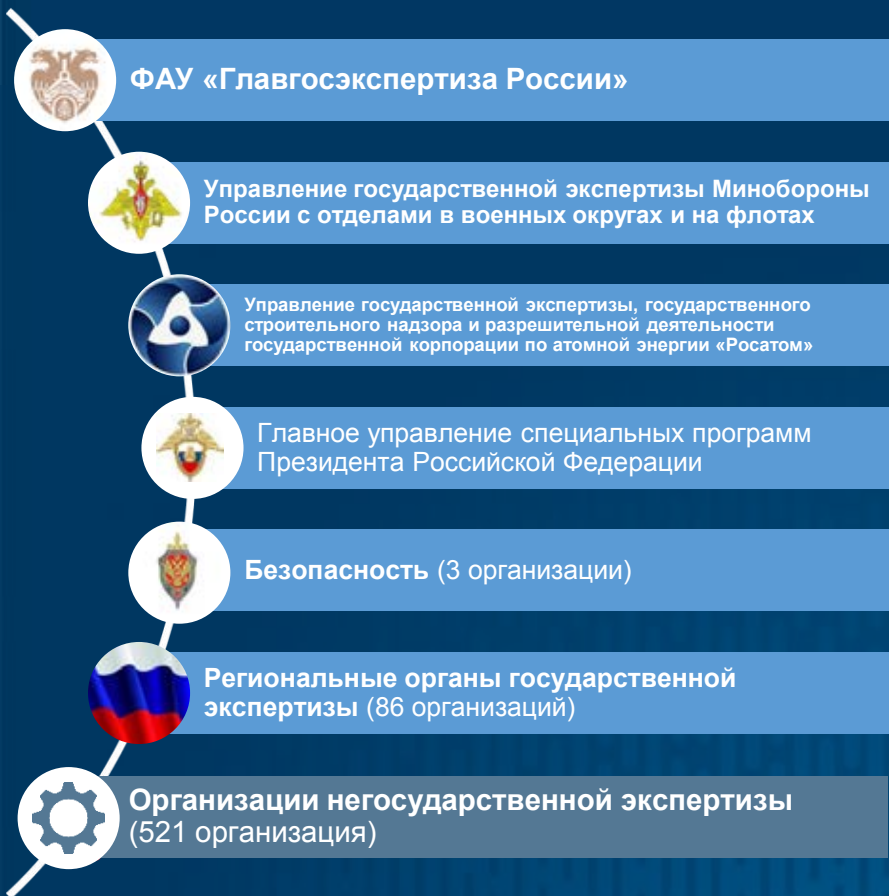 ФАУ «Главгосэкспертиза России»
Управление государственной экспертизы Минобороны
России с отделами в военных округах и на флотах
Управление государственной экспертизы, государственного
строительного надзора и разрешительной деятельности
государственной корпорации по атомной энергии «Росатом»
Главное управление специальных программ
Президента Российской Федерации
Безопасность (3 организации)
Региональные органы государственной
экспертизы (86 организаций)
Организации негосударственной экспертизы
(521 организация)